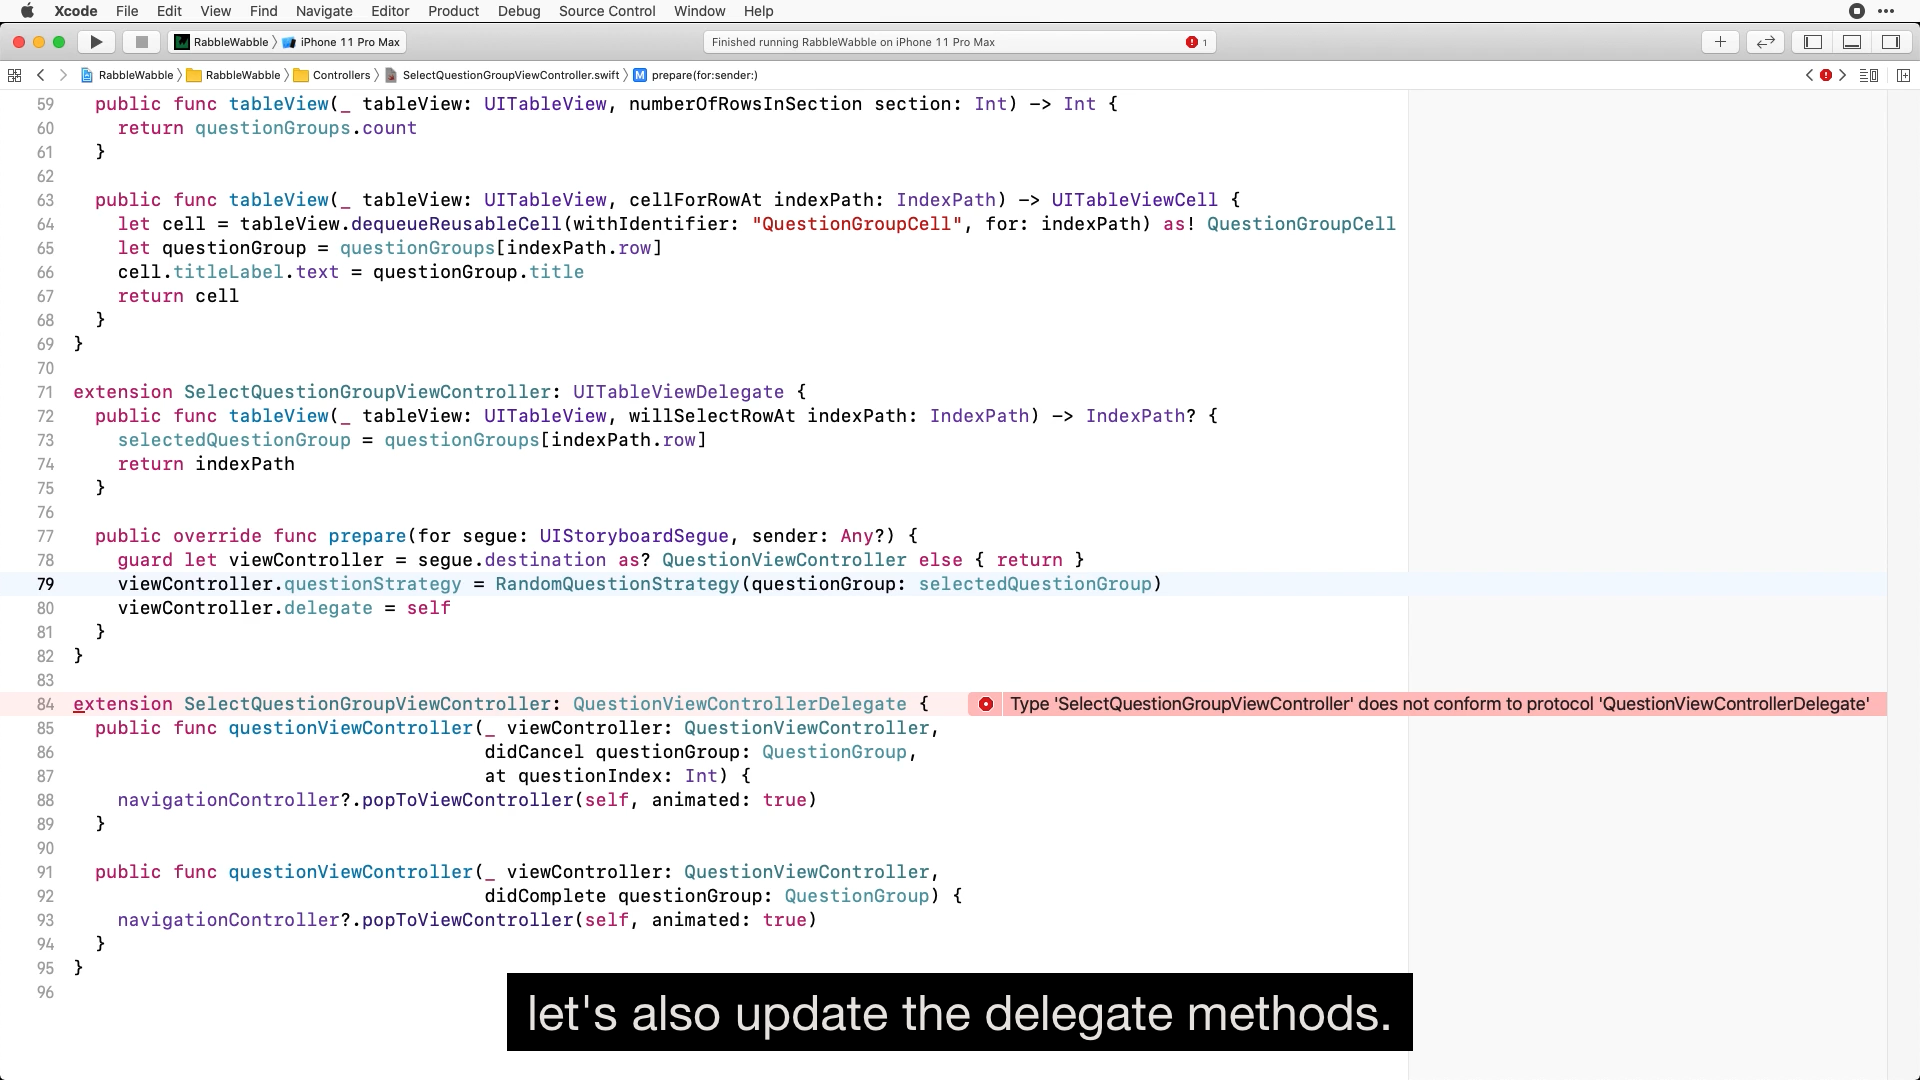 Xcode File Edit View Find Navigate Editor Product Debug Source Control Window Help
RabbleWabble iPhone 11 Pro Max Finished running RabbleWabble on iPhone 11 Pro Max 1
RabbleWabble RabbleWabble Controllers SelectQuestionGroupViewController.swift M prepare(for:sender:)
59 public func tableView(_ tableView: UITableView, numberOfRowsInSection section: Int) -> Int {
60 return questionGroups.count
61 }
62
63 public func tableView(_ tableView: UITableView, cellForRowAt indexPath: IndexPath) -> UITableViewCell {
64 let cell = tableView.dequeueReusableCell(withIdentifier: "QuestionGroupCell", for: indexPath) as! QuestionGroupCell
65 let questionGroup = questionGroups[indexPath.row]
66 cell.titleLabel.text = questionGroup.title
67 return cell
68 }
69 }
70
71 extension SelectQuestionGroupViewController: UITableViewDelegate {
72 public func tableView(_ tableView: UITableView, willSelectRowAt indexPath: IndexPath) -> IndexPath? {
73 selectedQuestionGroup = questionGroups[indexPath.row]
74 return indexPath
75 }
76
77 public override func prepare(for segue: UIStoryboardSegue, sender: Any?) {
78 guard let viewController = segue.destination as? QuestionViewController else { return }
79 viewController.questionStrategy = RandomQuestionStrategy(questionGroup: selectedQuestionGroup)
80 viewController.delegate = self
81 }
82 }
83
84 extension SelectQuestionGroupViewController: QuestionViewControllerDelegate { Type 'SelectQuestionGroupViewController' does not conform to protocol 'QuestionViewControllerDelegate'
85 public func questionViewController(_ viewController: QuestionViewController,
86 didCancel questionGroup: QuestionGroup,
87 at questionIndex: Int) {
88 navigationController?.popToViewController(self, animated: true)
89 }
90
91 public func questionViewController(_ viewController: QuestionViewController,
92 didComplete questionGroup: QuestionGroup) {
93 navigationController?.popToViewController(self, animated: true)
94 }
95 }
96
let's also update the delegate methods.